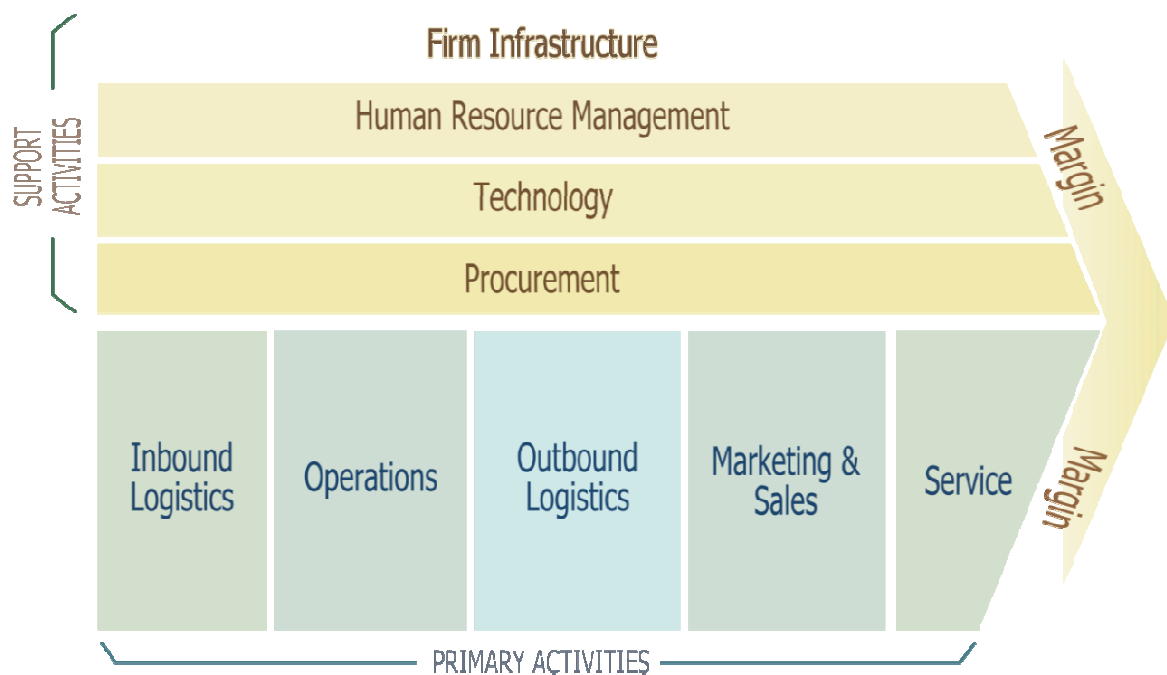 Firm Infrastructure
Human Resource Management
Technology
Procurement
SUPPORT
ACTIVITIES
Margin
Inbound
Logistics
Operations
Outbound
Logistics
Marketing &
Sales
Service
Margin
PRIMARY ACTIVITIES